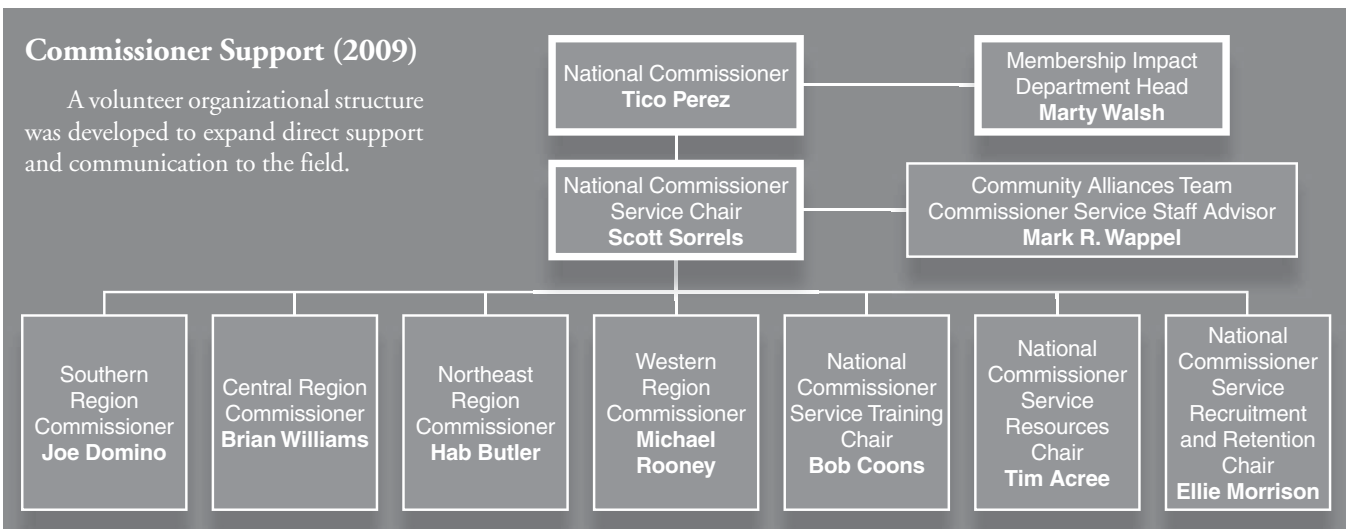 Commissioner Support (2009)
A volunteer organizational structure
was developed to expand direct support
and communication to the field.
National Commissioner
Tico Perez
Membership Impact
Department Head
Marty Walsh
National Commissioner
Service Chair
Scott Sorrels
Community Alliances Team
Commissioner Service Staff Advisor
Mark R. Wappel
Southern
Region
Commissioner
Joe Domino
Central Region
Commissioner
Brian Williams
Northeast
Region
Commissioner
Hab Butler
Western
Region
Commissioner
Michael
Rooney
National
Commissioner
Service Training
Chair
Bob Coons
National
Commissioner
Service
Resources
Chair
Tim Acree
National
Commissioner
Service
Recruitment
and Retention
Chair
Ellie Morrison